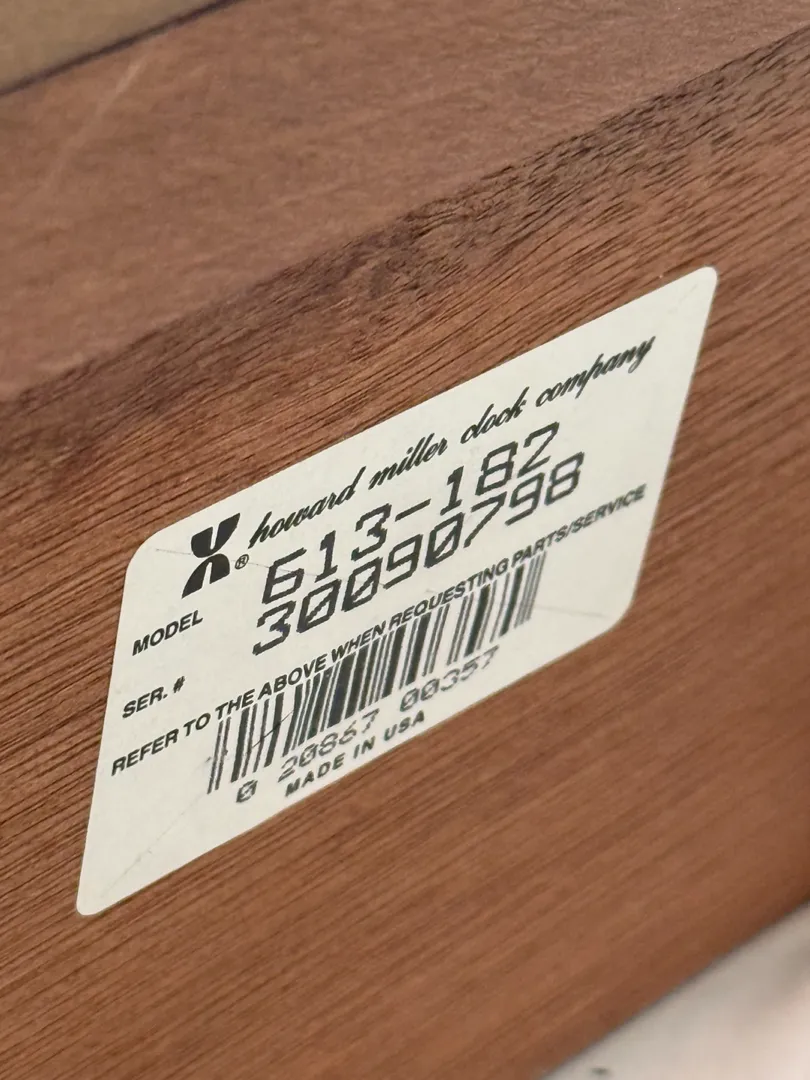 howard miller clock company
®
MODEL 613-182
SER. # 30090798
REFER TO THE ABOVE WHEN REQUESTING PARTS/SERVICE
0 20867 00357
MADE IN USA